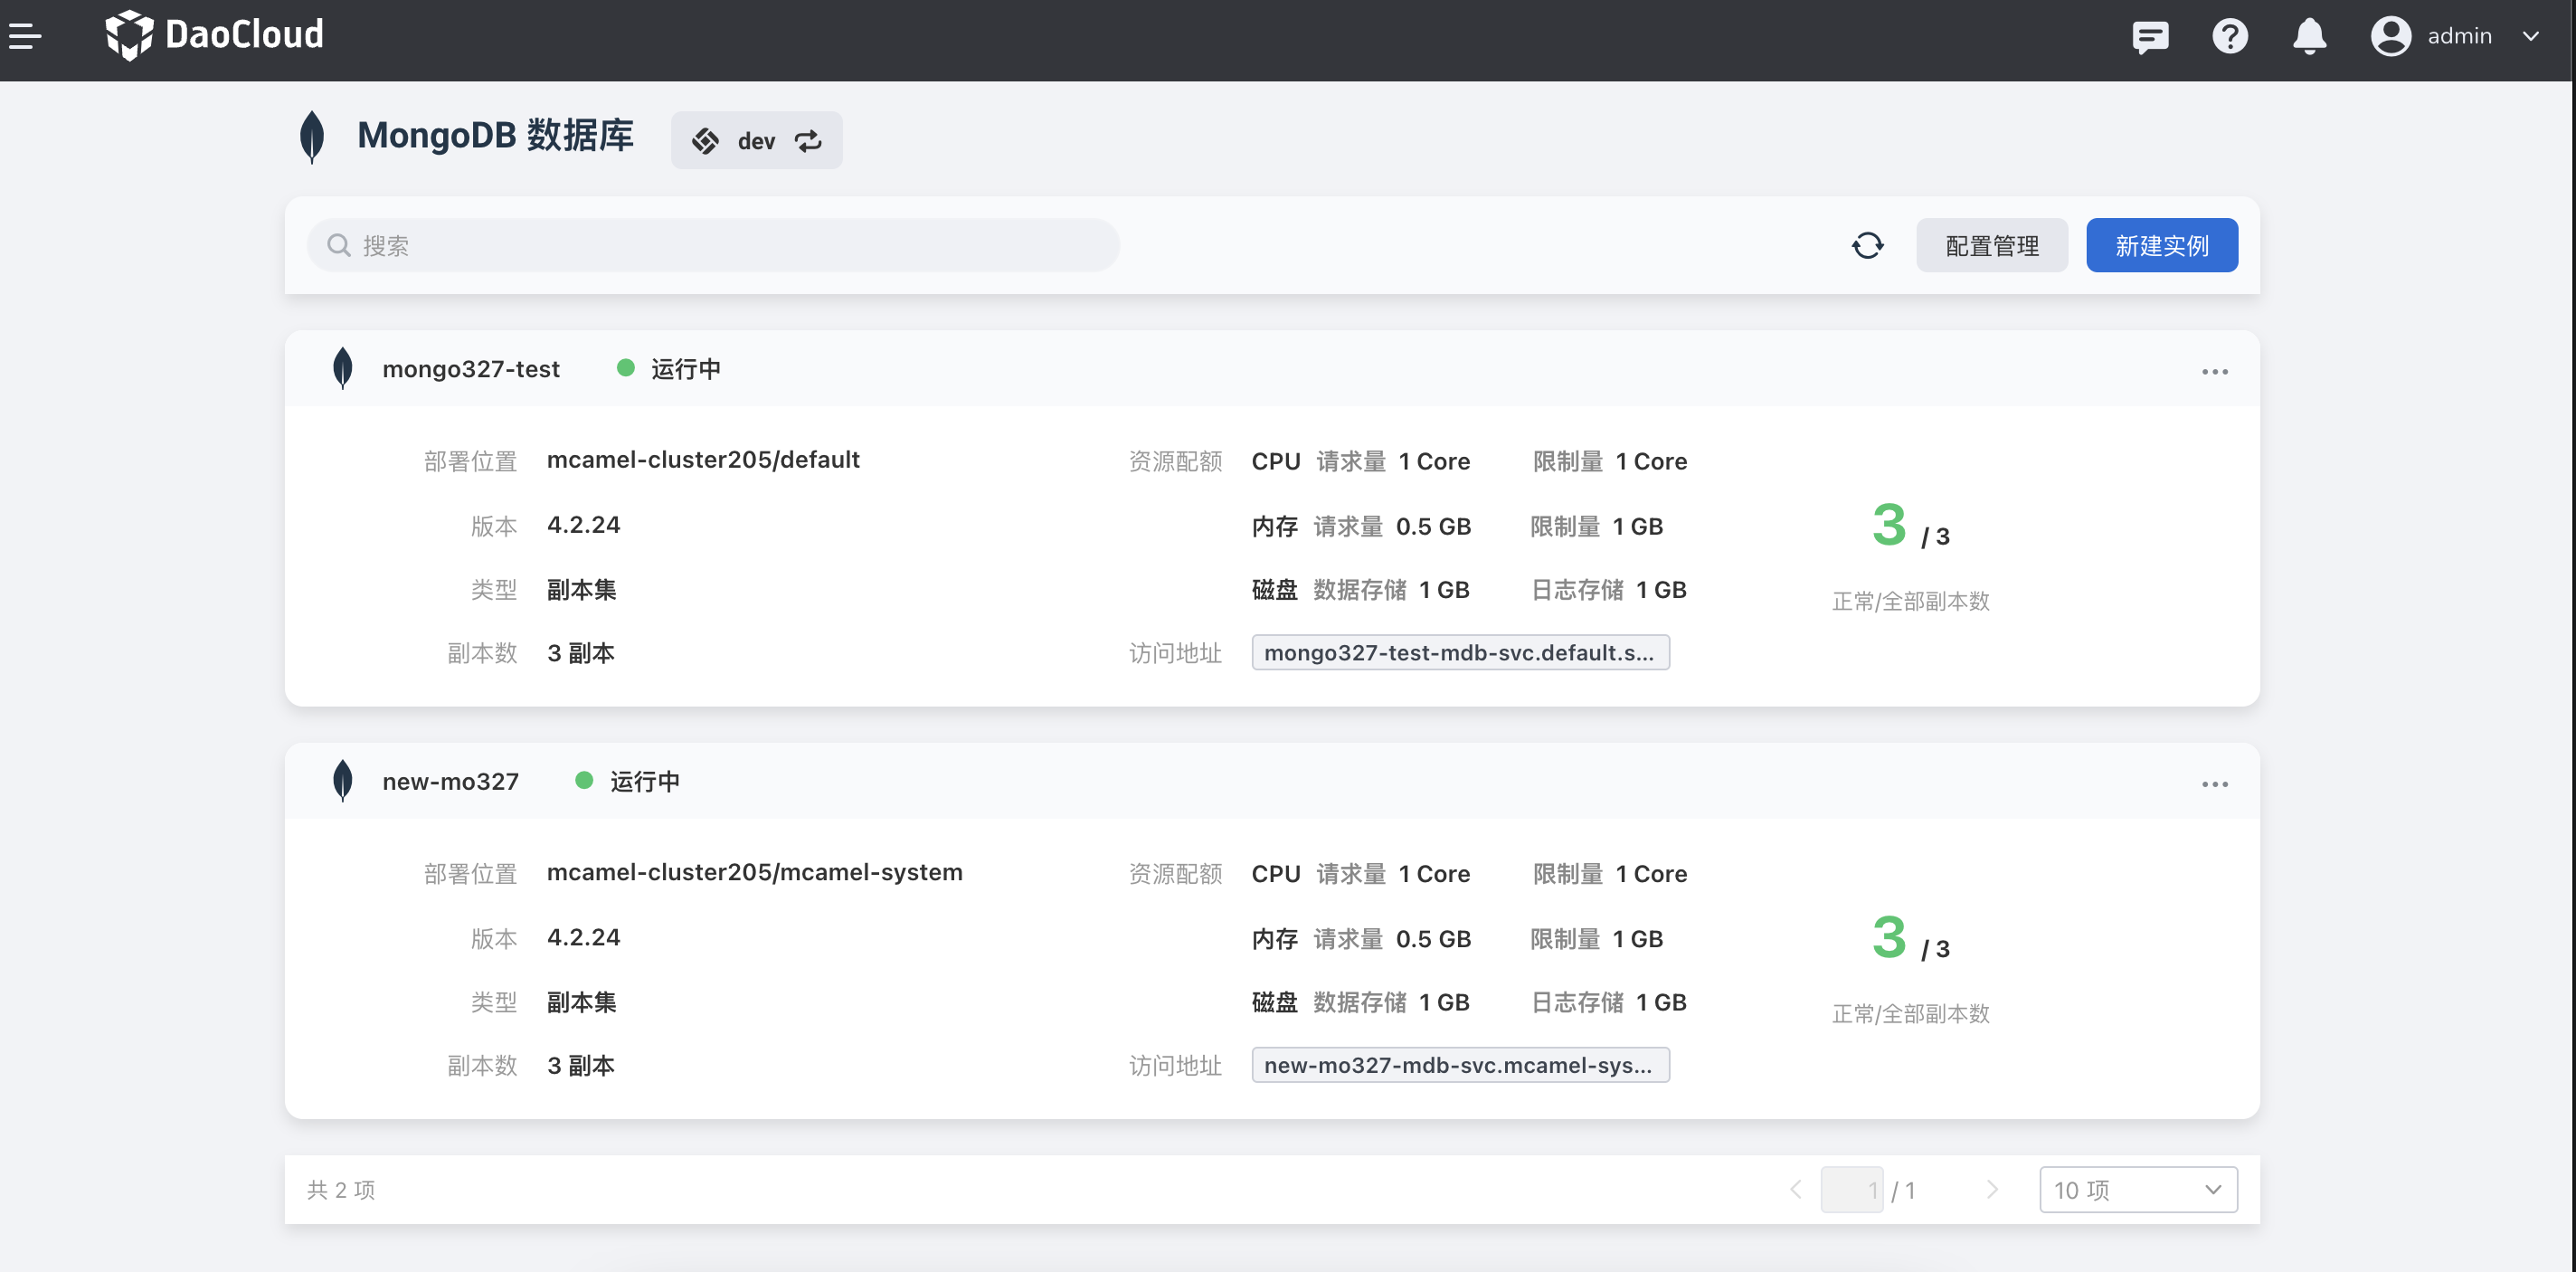 DaoCloud
admin
MongoDB 数据库
dev
搜索
配置管理
新建实例
mongo327-test 运行中
部署位置 mcamel-cluster205/default 资源配额 CPU 请求量 1 Core 限制量 1 Core
版本 4.2.24 内存 请求量 0.5 GB 限制量 1 GB
3 / 3
类型 副本集 磁盘 数据存储 1 GB 日志存储 1 GB
正常/全部副本数
副本数 3 副本 访问地址 mongo327-test-mdb-svc.default.s...
new-mo327 运行中
部署位置 mcamel-cluster205/mcamel-system 资源配额 CPU 请求量 1 Core 限制量 1 Core
版本 4.2.24 内存 请求量 0.5 GB 限制量 1 GB
3 / 3
类型 副本集 磁盘 数据存储 1 GB 日志存储 1 GB
正常/全部副本数
副本数 3 副本 访问地址 new-mo327-mdb-svc.mcamel-sys...
共 2 项
1 / 1
10 项